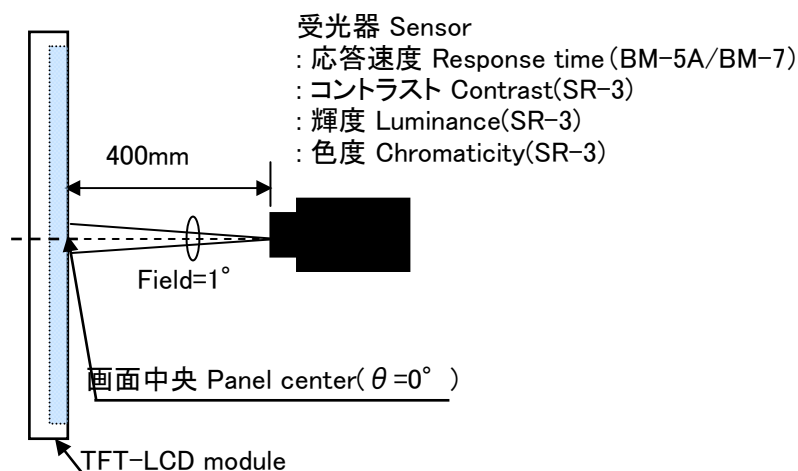 受光器 Sensor
: 応答速度 Response time (BM-5A/BM-7)
: コントラスト Contrast(SR-3)
: 輝度 Luminance(SR-3)
: 色度 Chromaticity(SR-3)
400mm
Field=1°
画面中央 Panel center( θ=0° )
TFT-LCD module